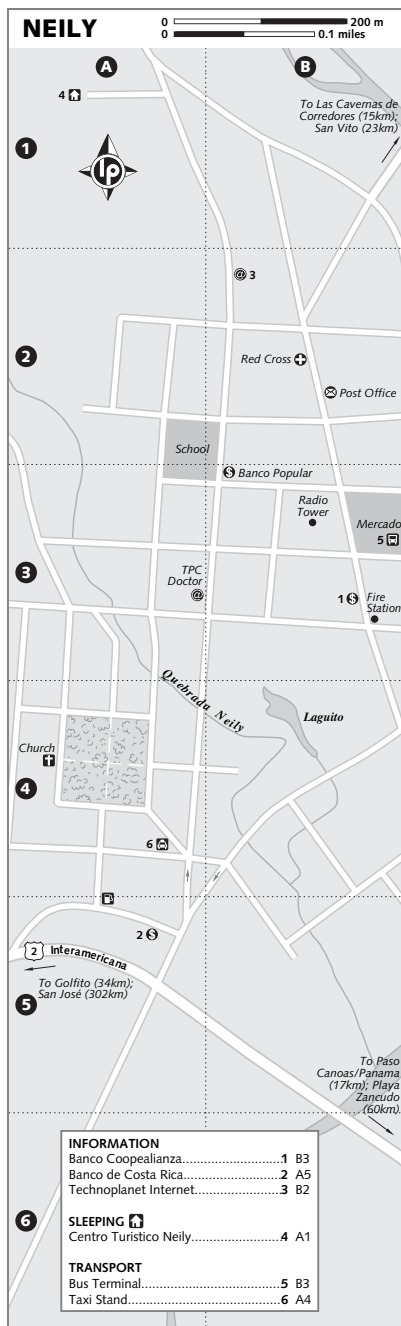 NEILY
0 200 m
0 0.1 miles
A B
4
To Las Cavernas de
Corredores (15km);
San Vito (23km)
1
lp
@ 3
2
Red Cross
Post Office
School
$ Banco Popular
Radio
Tower
Mercado
5
3
TPC
Doctor
@
1 $ Fire
Station
Quebrada Neily
Laguito
Church
4
6
2 $
2 Interamericana
To Golfito (34km);
San José (302km)
5
To Paso
Canoas/Panama
(17km); Playa
Zancudo
(60km)
6
INFORMATION
Banco Coopealianza..........................1 B3
Banco de Costa Rica.........................2 A5
Technoplanet Internet.......................3 B2
SLEEPING
Centro Turistico Neily........................4 A1
TRANSPORT
Bus Terminal......................................5 B3
Taxi Stand..........................................6 A4